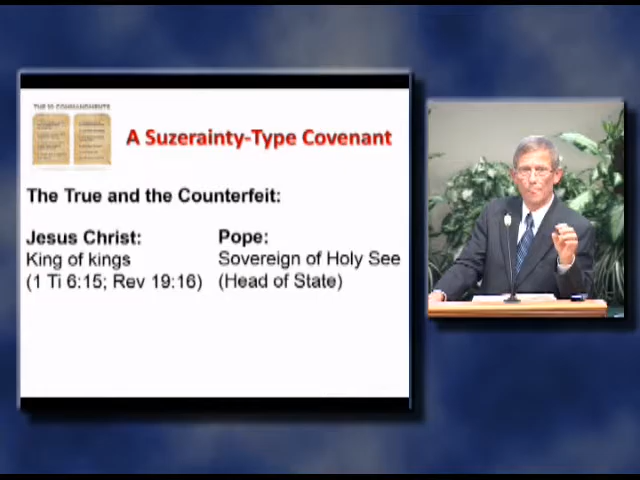 THE 10 COMMANDMENTS
A Suzerainty-Type Covenant
The True and the Counterfeit:
Jesus Christ: Pope:
King of kings Sovereign of Holy See
(1 Ti 6:15; Rev 19:16) (Head of State)